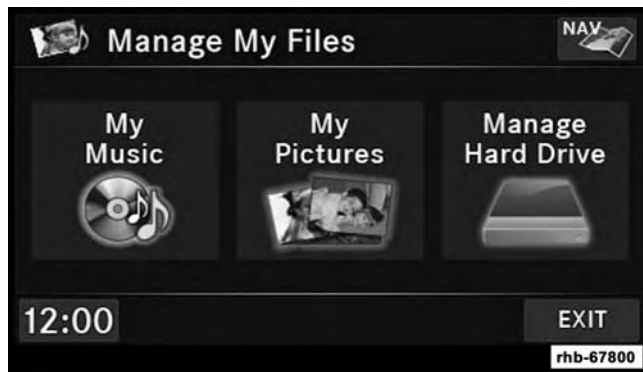 Manage My Files
NAV
My
Music
My
Pictures
Manage
Hard Drive
12:00
EXIT
rhb-67800